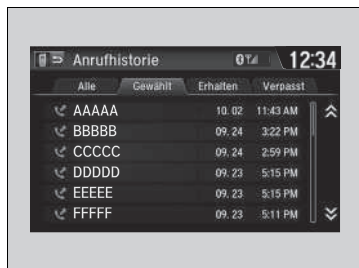 Anrufhistorie 12:34
Alle Gewählt Erhalten Verpasst
AAAAA 10. 02 11:43 AM
BBBBB 09. 24 3:22 PM
CCCCC 09. 24 2:59 PM
DDDDD 09. 23 5:15 PM
EEEEE 09. 23 5:15 PM
FFFFF 09. 23 5:11 PM